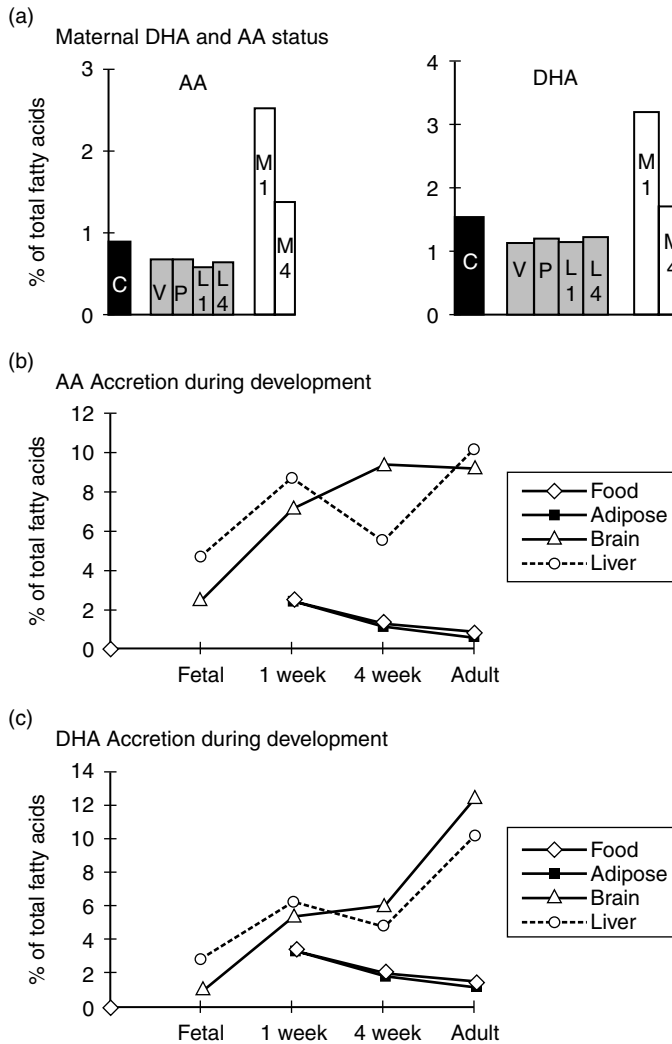 (a)
Maternal DHA and AA status
% of total fatty acids
3
2
1
0
AA
C
V
P
L
1
L
4
M
1
M
4
4
3
2
1
0
DHA
C
V
P
L
1
L
4
M
1
M
4
(b)
AA Accretion during development
% of total fatty acids
12
10
8
6
4
2
0
Fetal
1 week
4 week
Adult
Food
Adipose
Brain
Liver
(c)
DHA Accretion during development
% of total fatty acids
14
12
10
8
6
4
2
0
Fetal
1 week
4 week
Adult
Food
Adipose
Brain
Liver